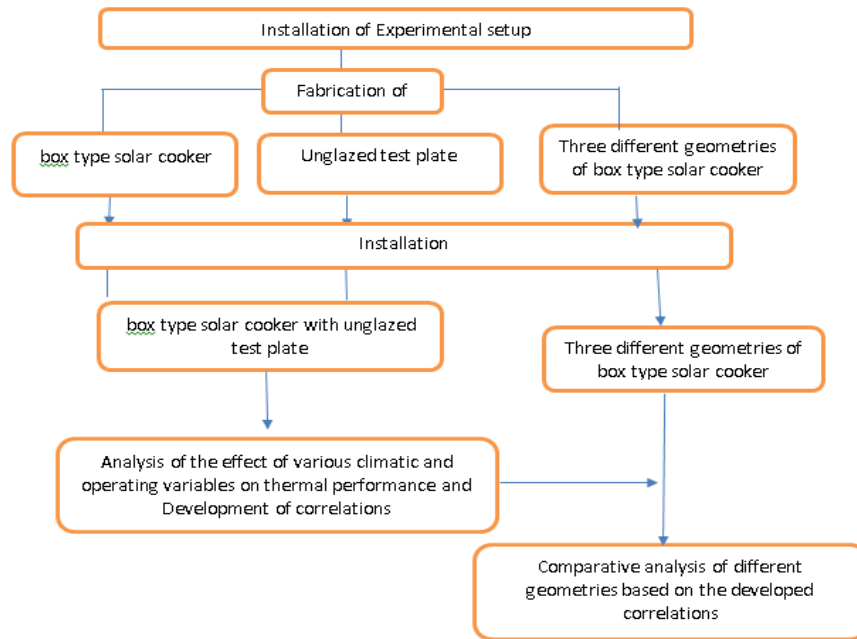 Installation of Experimental setup
Fabrication of
box type solar cooker
Unglazed test plate
Three different geometries
of box type solar cooker
Installation
box type solar cooker with unglazed
test plate
Three different geometries of
box type solar cooker
Analysis of the effect of various climatic and
operating variables on thermal performance and
Development of correlations
Comparative analysis of different
geometries based on the developed
correlations